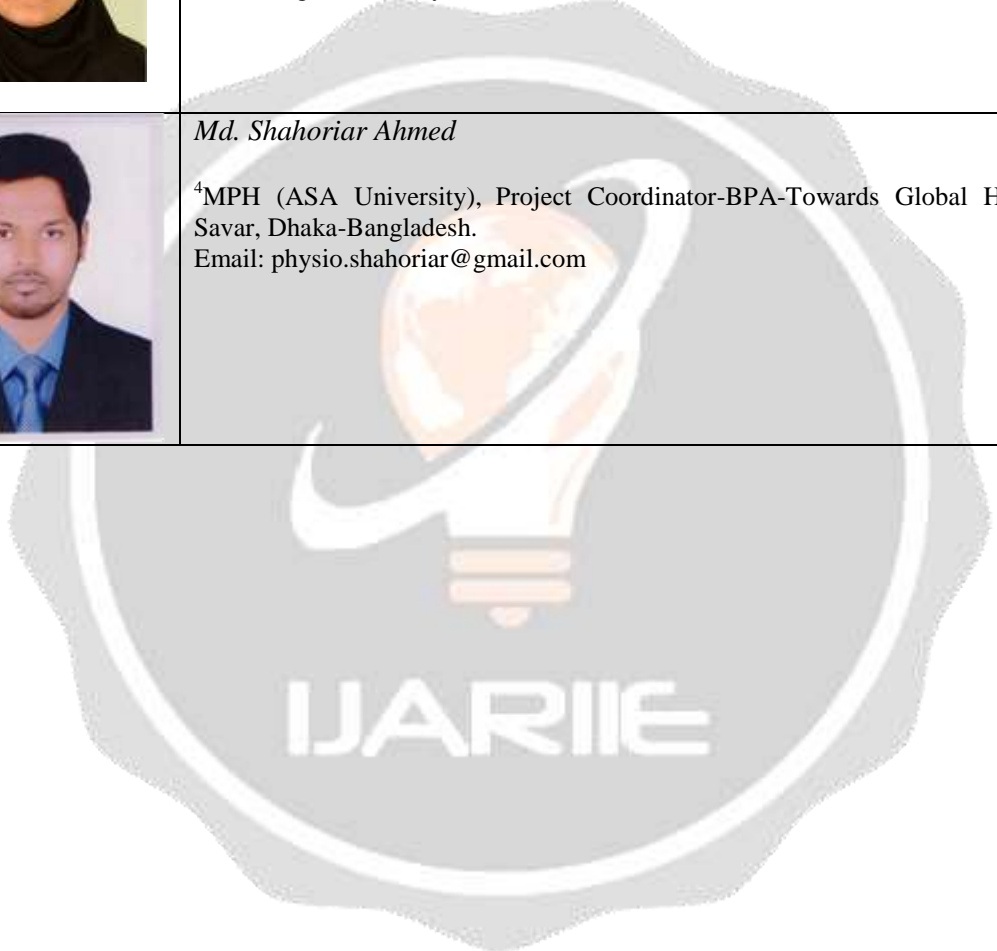 Md. Shahoriar Ahmed
⁴MPH (ASA University), Project Coordinator-BPA-Towards Global H
Savar, Dhaka-Bangladesh.
Email: physio.shahoriar@gmail.com
IJARIIE